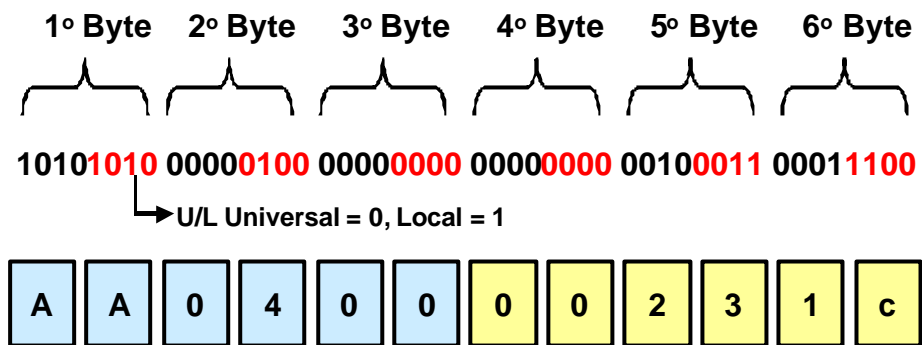 1º Byte 2º Byte 3º Byte 4º Byte 5º Byte 6º Byte
10101010 00000100 00000000 00000000 00100011 00011100
U/L Universal = 0, Local = 1
A A 0 4 0 0 0 0 2 3 1 c